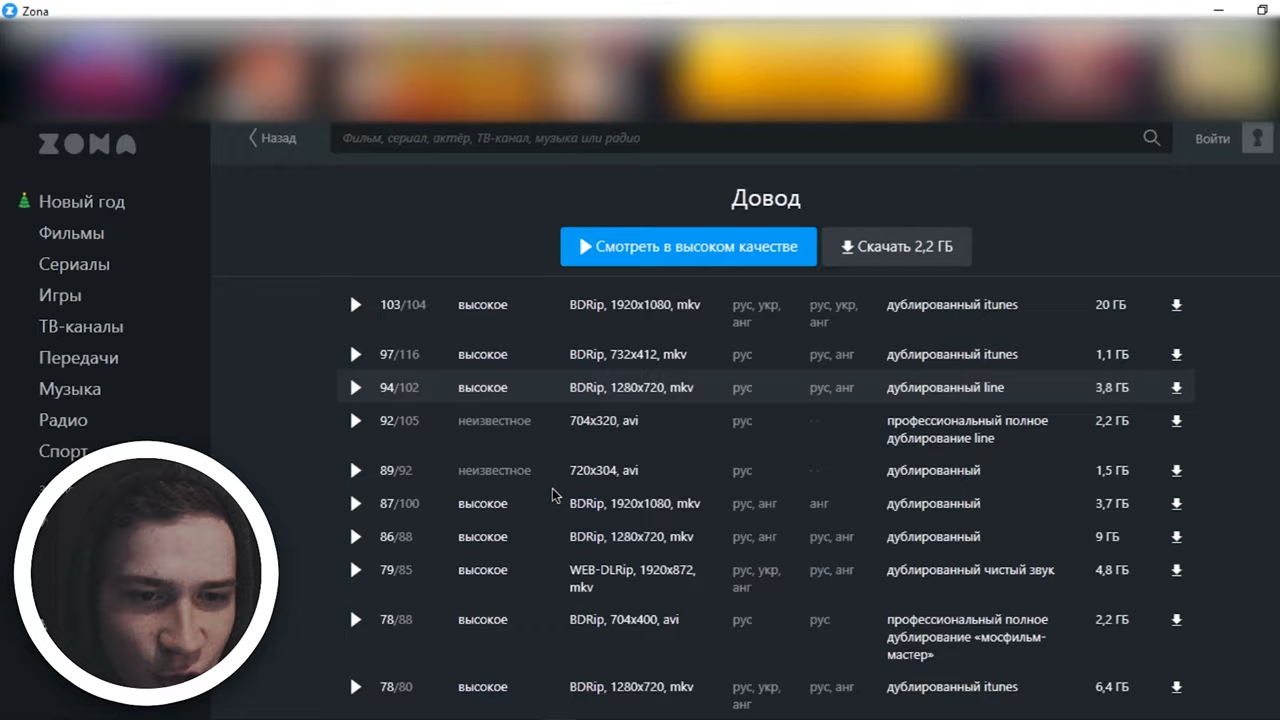 Zona
ZONA
Назад
Фильм, сериал, актёр, ТВ-канал, музыка или радио
Войти
Новый год
Фильмы
Сериалы
Игры
ТВ-каналы
Передачи
Музыка
Радио
Спорт
Довод
Смотреть в высоком качестве
Скачать 2,2 ГБ
103/104 высокое BDRip, 1920x1080, mkv рус, укр, рус, укр, дублированный itunes 20 ГБ
анг анг
97/116 высокое BDRip, 732x412, mkv рус рус, анг дублированный itunes 1,1 ГБ
94/102 высокое BDRip, 1280x720, mkv рус рус, анг дублированный line 3,8 ГБ
92/105 неизвестное 704x320, avi рус - - профессиональный полное 2,2 ГБ
дублирование line
89/92 неизвестное 720x304, avi рус - - дублированный 1,5 ГБ
87/100 высокое BDRip, 1920x1080, mkv рус, анг анг дублированный 3,7 ГБ
86/88 высокое BDRip, 1280x720, mkv рус, анг рус, анг дублированный 9 ГБ
79/85 высокое WEB-DLRip, 1920x872, рус, укр, рус, анг дублированный чистый звук 4,8 ГБ
mkv анг
78/88 высокое BDRip, 704x400, avi рус рус профессиональный полное 2,2 ГБ
дублирование «мосфильм-
мастер»
78/80 высокое BDRip, 1280x720, mkv рус, укр, рус, анг дублированный itunes 6,4 ГБ
анг